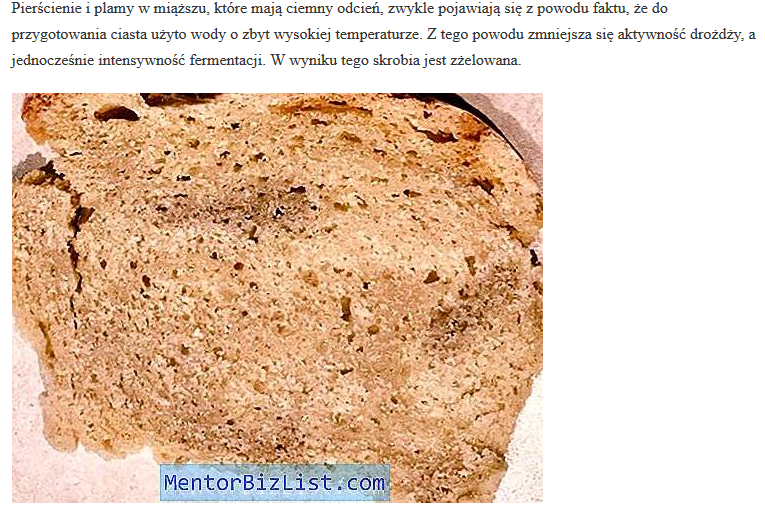 Pierścienie i plamy w miąższu, które mają ciemny odcień, zwykle pojawiają się z powodu faktu, że do
przygotowania ciasta użyto wody o zbyt wysokiej temperaturze. Z tego powodu zmniejsza się aktywność drożdży, a
jednocześnie intensywność fermentacji. W wyniku tego skrobia jest zżelowana.
MentorBizList.com